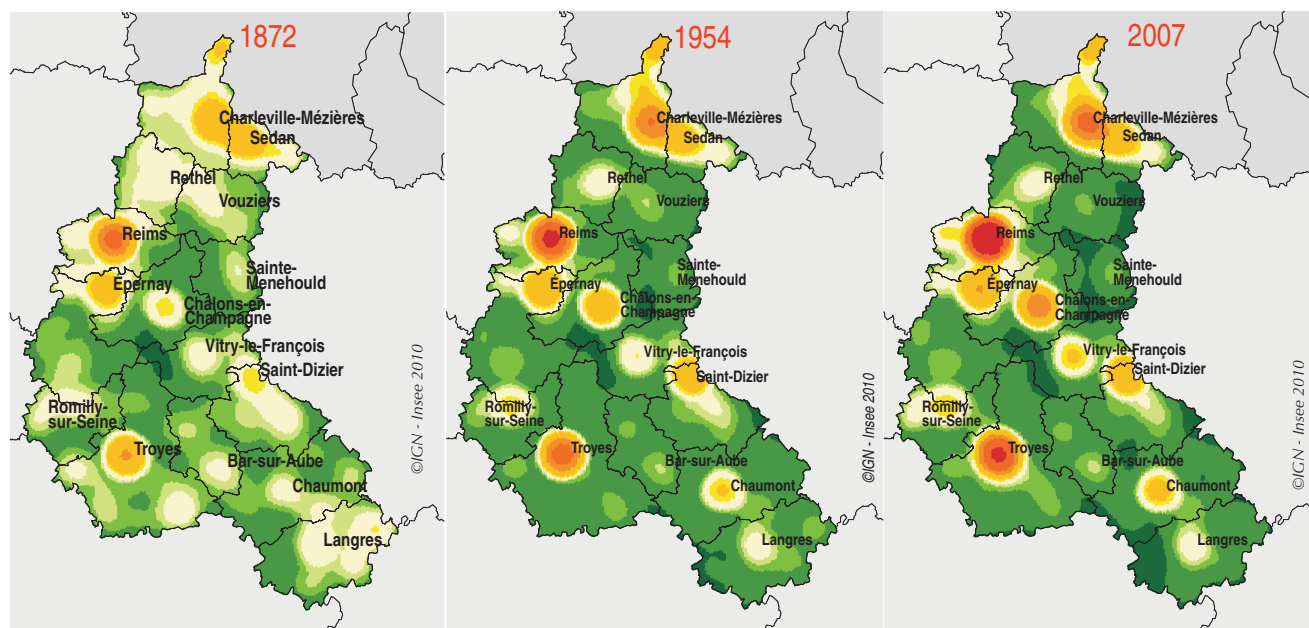 1872
Charleville-Mézières
Sedan
Rethel
Vouziers
Reims
Sainte-
Menehould
Épernay
Châlons-en-
Champagne
Vitry-le-François
Saint-Dizier
Romilly-
sur-Seine
Troyes
Bar-sur-Aube
Chaumont
Langres
©IGN - Insee 2010
1954
Charleville-Mézières
Sedan
Rethel
Vouziers
Reims
Sainte-
Menehould
Épernay
Châlons-en-
Champagne
Vitry-le-François
Saint-Dizier
Romilly-
sur-Seine
Troyes
Bar-sur-Aube
Chaumont
Langres
©IGN - Insee 2010
2007
Charleville-Mézières
Sedan
Rethel
Vouziers
Reims
Sainte-
Menehould
Épernay
Châlons-en-
Champagne
Vitry-le-François
Saint-Dizier
Romilly-
sur-Seine
Troyes
Bar-sur-Aube
Chaumont
Langres
©IGN - Insee 2010